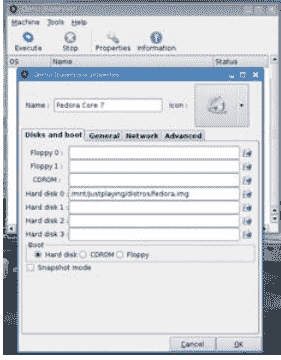 Machine Tools Help
Execute Stop Properties Information
OS Name Status
Name : Fedora Core 7 Icon :
Disks and boot General Network Advanced
Floppy 0 :
Floppy 1 :
CDROM :
Hard disk 0 : /mnt/justplaying/distros/fedora.img
Hard disk 1 :
Hard disk 2 :
Hard disk 3 :
Boot
Hard disk CDROM Floppy
Snapshot mode
Cancel OK